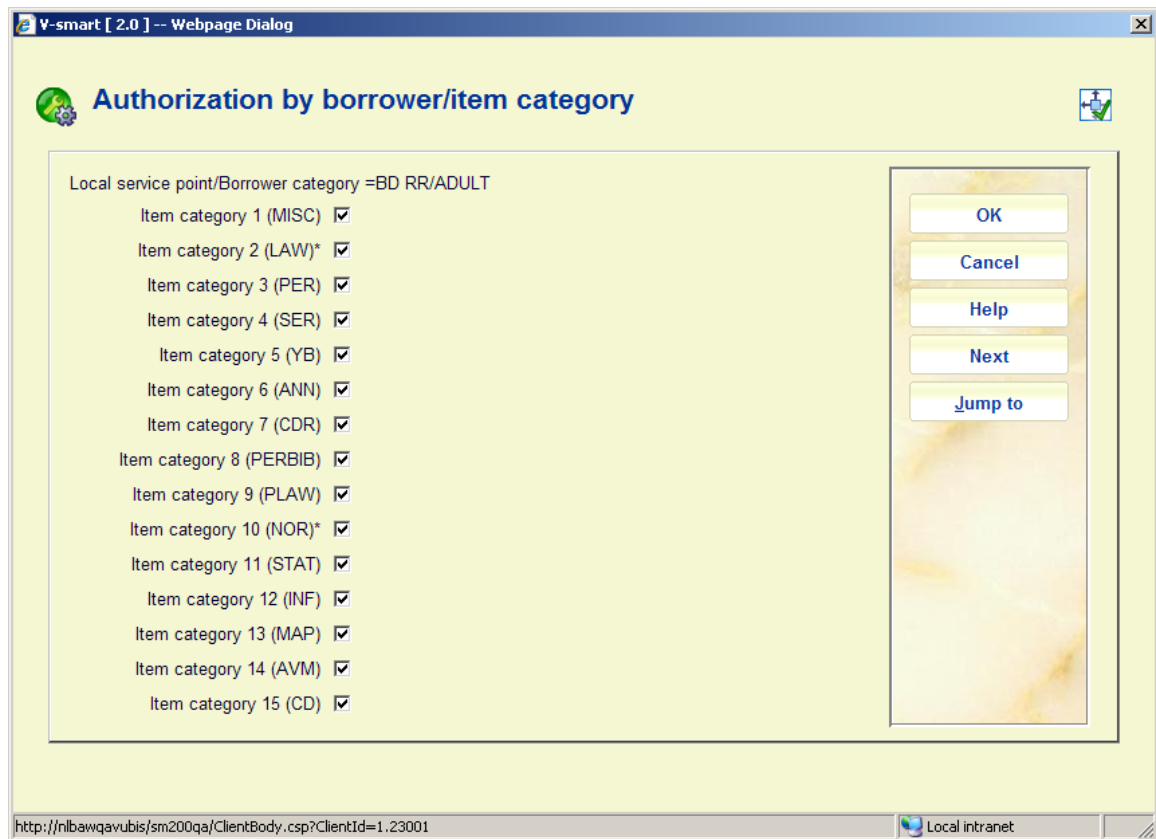 V-smart [ 2.0 ] -- Webpage Dialog
Authorization by borrower/item category
Local service point/Borrower category =BD RR/ADULT
Item category 1 (MISC)
Item category 2 (LAW)*
Item category 3 (PER)
Item category 4 (SER)
Item category 5 (YB)
Item category 6 (ANN)
Item category 7 (CDR)
Item category 8 (PERBIB)
Item category 9 (PLAW)
Item category 10 (NOR)*
Item category 11 (STAT)
Item category 12 (INF)
Item category 13 (MAP)
Item category 14 (AVM)
Item category 15 (CD)
OK
Cancel
Help
Next
Jump to
http://nlbawqavubis/sm200qa/ClientBody.csp?ClientId=1.23001
Local intranet